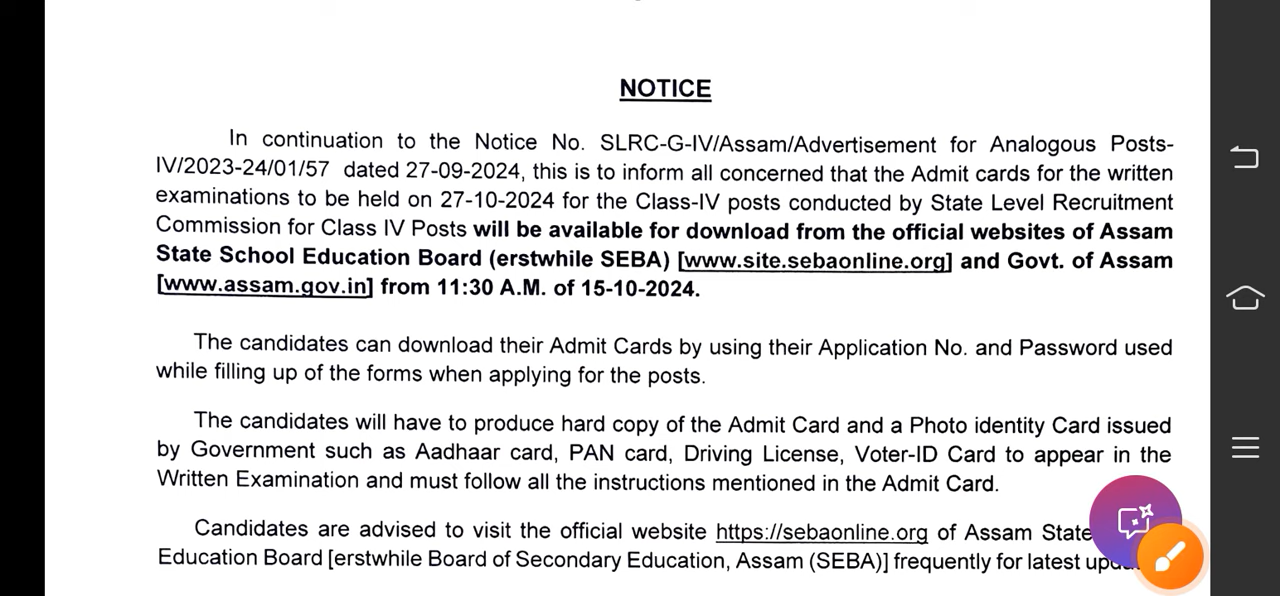 NOTICE
In continuation to the Notice No. SLRC-G-IV/Assam/Advertisement for Analogous Posts-
IV/2023-24/01/57 dated 27-09-2024, this is to inform all concerned that the Admit cards for the written
examinations to be held on 27-10-2024 for the Class-IV posts conducted by State Level Recruitment
Commission for Class IV Posts will be available for download from the official websites of Assam
State School Education Board (erstwhile SEBA) [www.site.sebaonline.org] and Govt. of Assam
[www.assam.gov.in] from 11:30 A.M. of 15-10-2024.
The candidates can download their Admit Cards by using their Application No. and Password used
while filling up of the forms when applying for the posts.
The candidates will have to produce hard copy of the Admit Card and a Photo identity Card issued
by Government such as Aadhaar card, PAN card, Driving License, Voter-ID Card to appear in the
Written Examination and must follow all the instructions mentioned in the Admit Card.
Candidates are advised to visit the official website https://sebaonline.org of Assam State
Education Board [erstwhile Board of Secondary Education, Assam (SEBA)] frequently for latest